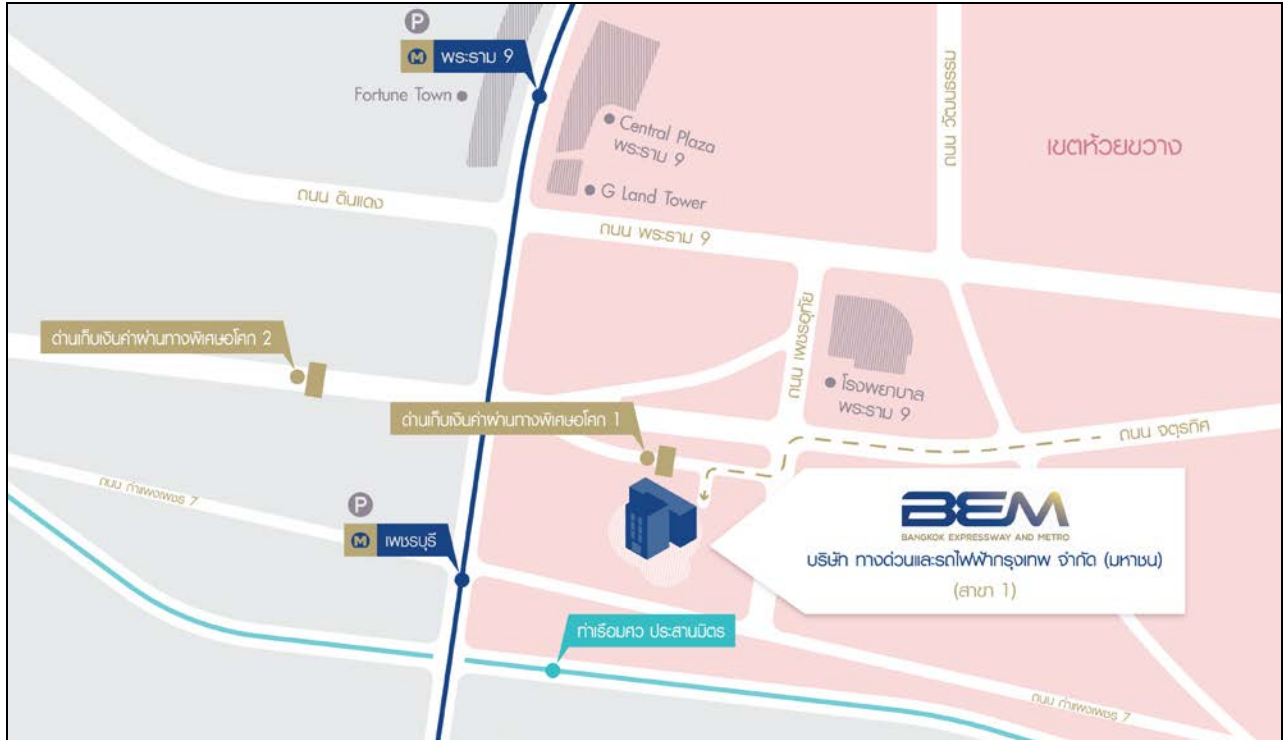 P
M พระราม 9
Fortune Town
Central Plaza
พระราม 9
G Land Tower
ถนน วัฒนธรรม
เขตห้วยขวาง
ถนน ดินแดง
ถนน พระราม 9
ถนน เพชรอุทัย
ด่านเก็บเงินค่าผ่านทางพิเศษอโศก 2
โรงพยาบาล
พระราม 9
ด่านเก็บเงินค่าผ่านทางพิเศษอโศก 1
ถนน จตุรทิศ
ถนน กำแพงเพชร 7
P
M เพชรบุรี
BEM
BANGKOK EXPRESSWAY AND METRO
บริษัท ทางด่วนและรถไฟฟ้ากรุงเทพ จำกัด (มหาชน)
(สาขา 1)
ท่าเรือมศว ประสานมิตร
ถนน กำแพงเพชร 7